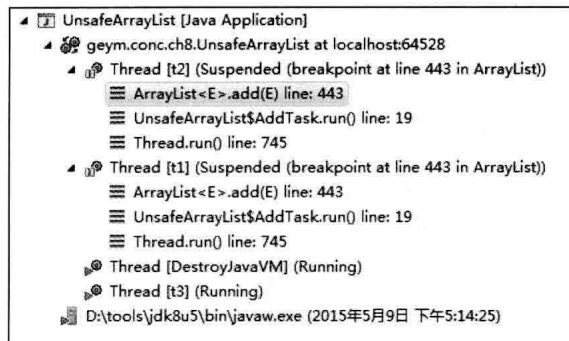 UnsafeArrayList [Java Application]
geym.conc.ch8.UnsafeArrayList at localhost:64528
Thread [t2] (Suspended (breakpoint at line 443 in ArrayList))
ArrayList<E>.add(E) line: 443
UnsafeArrayList$AddTask.run() line: 19
Thread.run() line: 745
Thread [t1] (Suspended (breakpoint at line 443 in ArrayList))
ArrayList<E>.add(E) line: 443
UnsafeArrayList$AddTask.run() line: 19
Thread.run() line: 745
Thread [DestroyJavaVM] (Running)
Thread [t3] (Running)
D:\tools\jdk8u5\bin\javaw.exe (2015年5月9日 下午5:14:25)